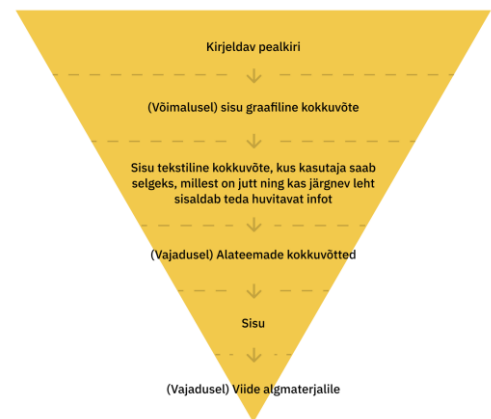 Kirjeldav pealkiri
(Võimalusel) sisu graafiline kokkuvõte
Sisu tekstiline kokkuvõte, kus kasutaja saab
selgeks, millest on jutt ning kas järgnev leht
sisaldab teda huvitavat infot
(Vajadusel) Alateemade kokkuvõtted
Sisu
(Vajadusel) Viide algmaterjalile